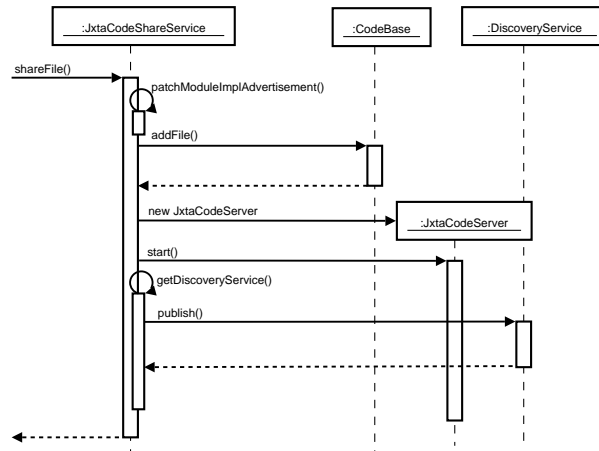 :JxtaCodeShareService
:CodeBase
:DiscoveryService
shareFile()
patchModuleImplAdvertisement()
addFile()
new JxtaCodeServer
:JxtaCodeServer
start()
getDiscoveryService()
publish()